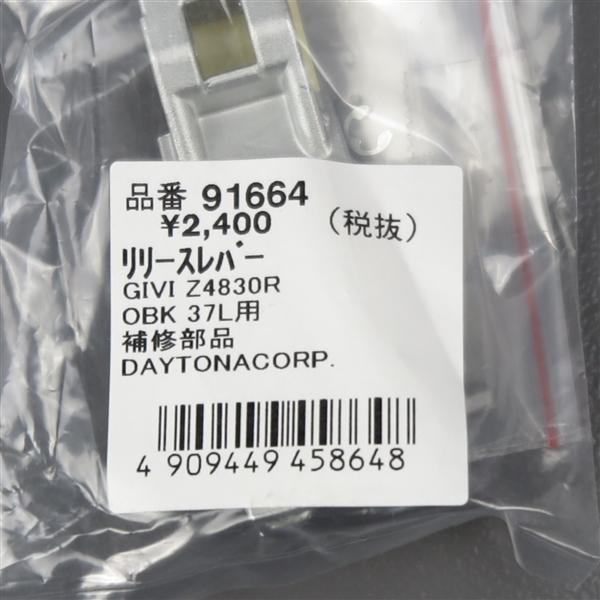 品番 91664
¥2,400 (税抜)
ﾘﾘｰｽﾚﾊﾞｰ
GIVI Z4830R
OBK 37L用
補修部品
DAYTONACORP.
4 909449 458648